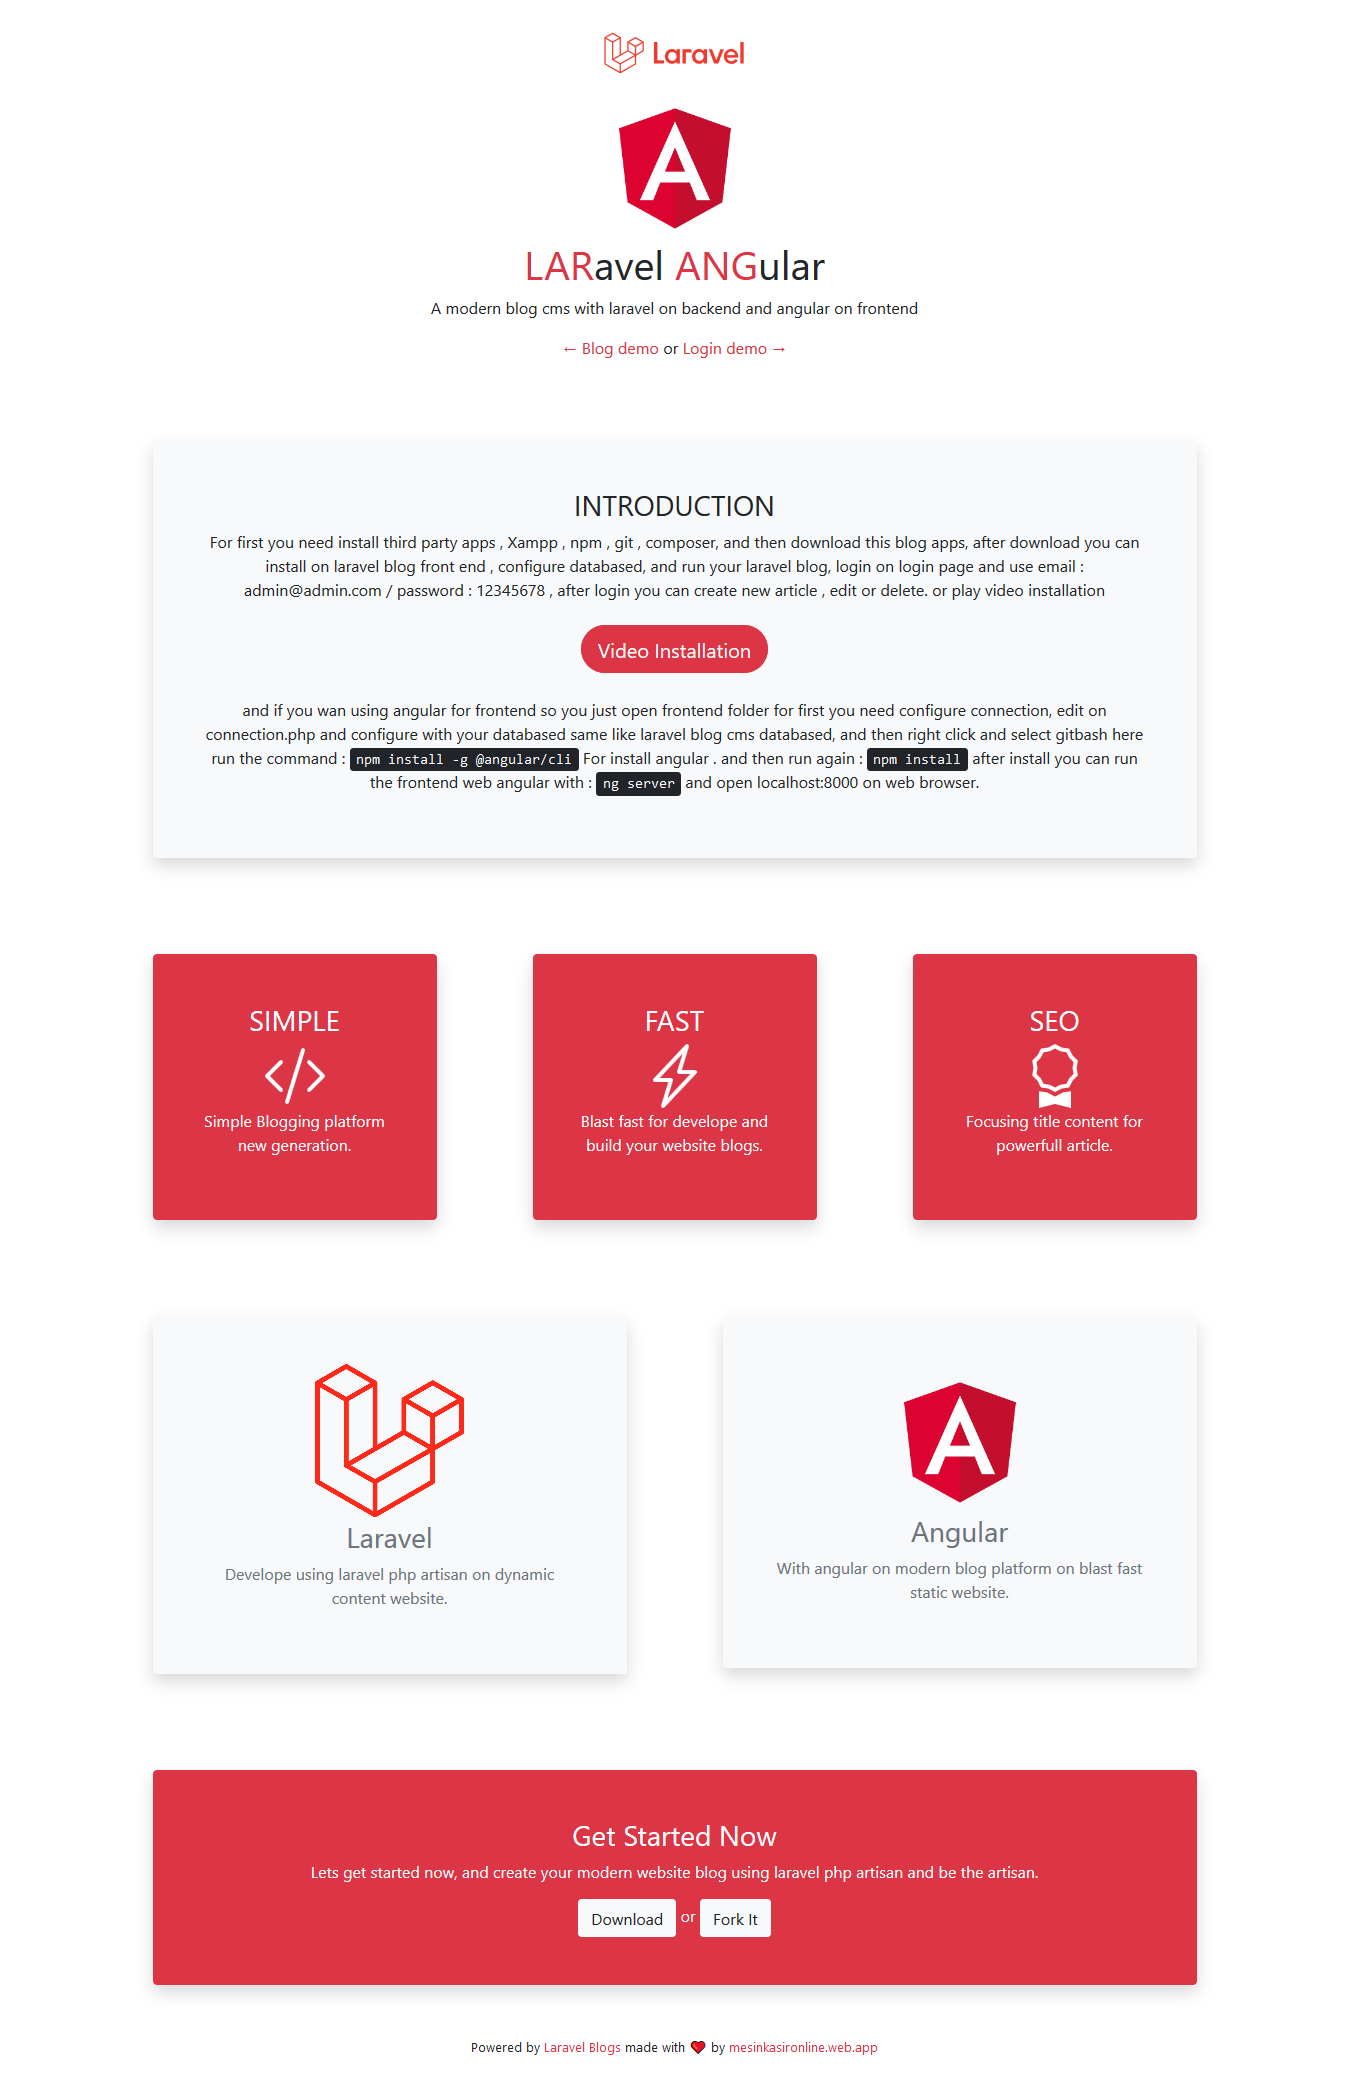 Laravel
LARavel ANGular
A modern blog cms with laravel on backend and angular on frontend
← Blog demo or Login demo →
INTRODUCTION
For first you need install third party apps , Xampp , npm , git , composer, and then download this blog apps, after download you can
install on laravel blog front end , configure databased, and run your laravel blog, login on login page and use email :
admin@admin.com / password : 12345678 , after login you can create new article , edit or delete. or play video installation
Video Installation
and if you wan using angular for frontend so you just open frontend folder for first you need configure connection, edit on
connection.php and configure with your databased same like laravel blog cms databased, and then right click and select gitbash here
run the command : npm install -g @angular/cli For install angular . and then run again : npm install after install you can run
the frontend web angular with : ng server and open localhost:8000 on web browser.
SIMPLE
Simple Blogging platform
new generation.
FAST
Blast fast for develope and
build your website blogs.
SEO
Focusing title content for
powerfull article.
Laravel
Develope using laravel php artisan on dynamic
content website.
Angular
With angular on modern blog platform on blast fast
static website.
Get Started Now
Lets get started now, and create your modern website blog using laravel php artisan and be the artisan.
Download or Fork It
Powered by Laravel Blogs made with ❤ by mesinkasironline.web.app